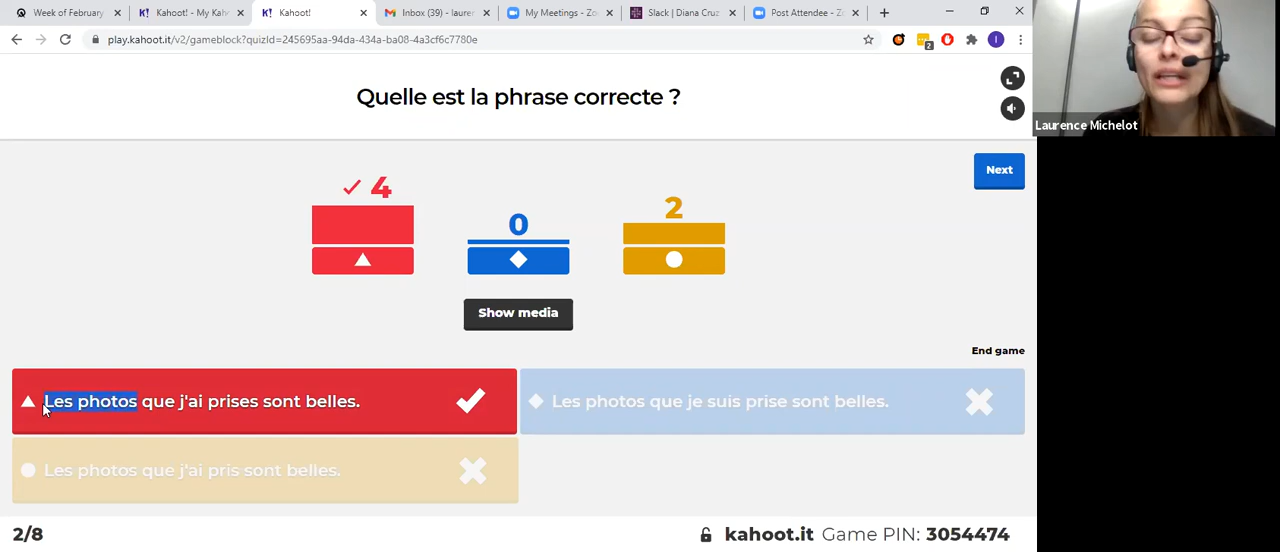 Week of February
Kahoot! - My Kah
Kahoot!
Inbox (39) - lauren
My Meetings - Zoo
Slack | Diana Cruz
Post Attendee - Zo
play.kahoot.it/v2/gameblock?quizId=245695aa-94da-434a-ba08-4a3cf6c7780e
2
Laurence Michelot
Quelle est la phrase correcte ?
Next
4
0
2
Show media
End game
Les photos que j'ai prises sont belles.
Les photos que je suis prise sont belles.
Les photos que j'ai pris sont belles.
2/8
kahoot.it Game PIN: 3054474